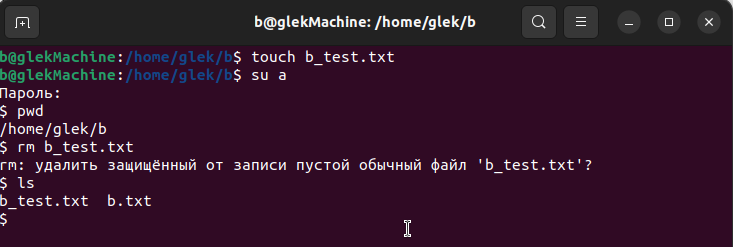 b@glekMachine: /home/glek/b
b@glekMachine:/home/glek/b$ touch b_test.txt
b@glekMachine:/home/glek/b$ su a
Пароль:
$ pwd
/home/glek/b
$ rm b_test.txt
rm: удалить защищённый от записи пустой обычный файл 'b_test.txt'?
$ ls
b_test.txt  b.txt
$